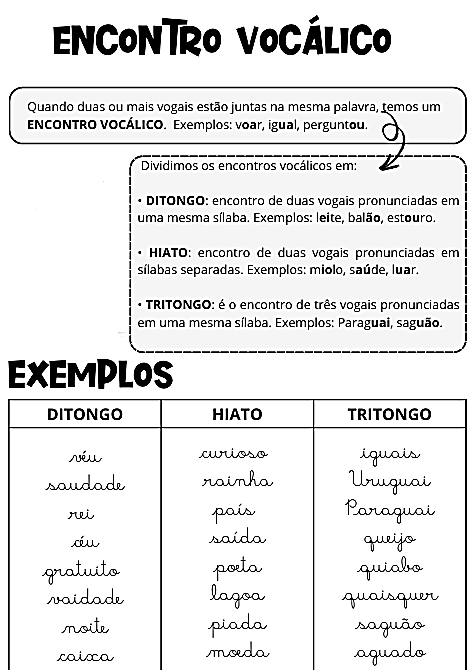 ENCONTRO VOCÁLICO
Quando duas ou mais vogais estão juntas na mesma palavra, temos um
ENCONTRO VOCÁLICO. Exemplos: voar, igual, perguntou.
Dividimos os encontros vocálicos em:
• DITONGO: encontro de duas vogais pronunciadas em
uma mesma sílaba. Exemplos: leite, balão, estouro.
• HIATO: encontro de duas vogais pronunciadas em
sílabas separadas. Exemplos: miolo, saúde, luar.
• TRITONGO: é o encontro de três vogais pronunciadas
em uma mesma sílaba. Exemplos: Paraguai, saguão.
EXEMPLOS
DITONGO HIATO TRITONGO
véu curioso iguais
saudade rainha Uruguai
rei país Paraguai
céu saída queijo
gratuito poeta quiabo
vaidade lagoa quaisquer
noite piada saguão
caixa moeda aguado